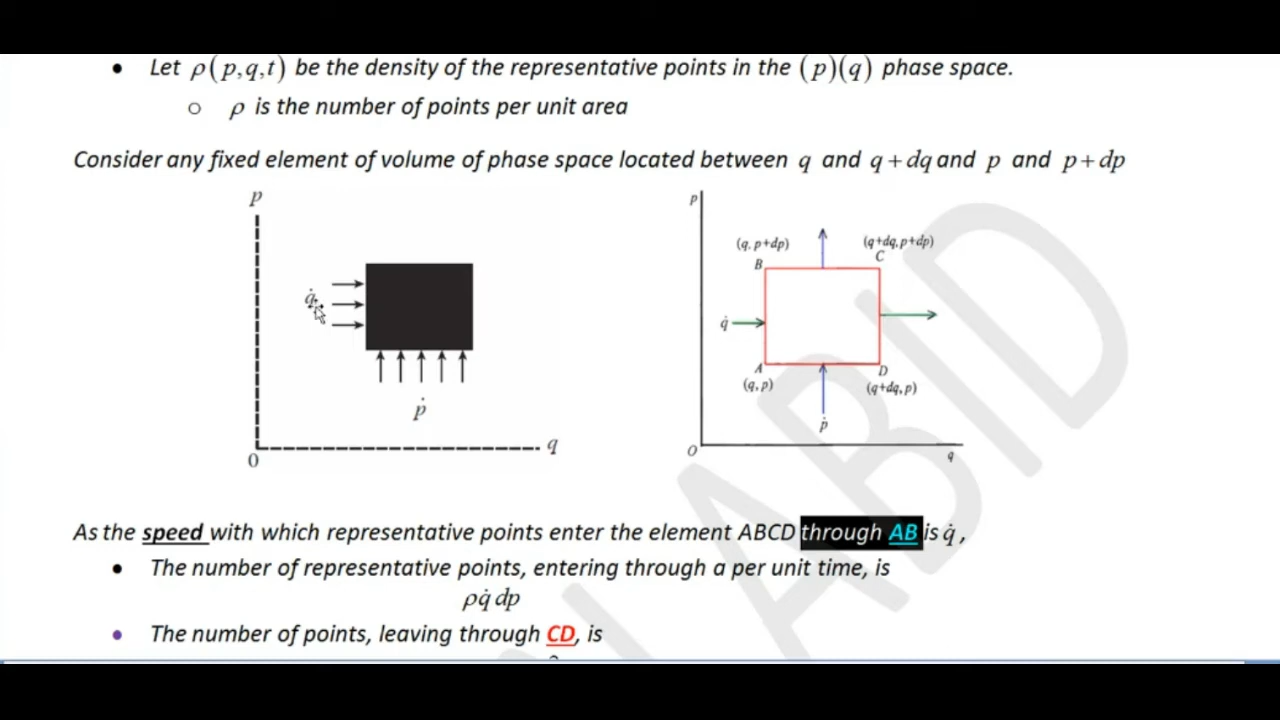 • Let ρ(p,q,t) be the density of the representative points in the (p)(q) phase space.
o ρ is the number of points per unit area
Consider any fixed element of volume of phase space located between q and q+dq and p and p+dp
p
q̇
ṗ
0
q
p
(q, p+dp)
B
(q+dq, p+dp)
C
q̇
A
(q, p)
D
(q+dq, p)
ṗ
O
q
As the speed with which representative points enter the element ABCD through AB is q̇,
• The number of representative points, entering through a per unit time, is
ρq̇ dp
• The number of points, leaving through CD, is
ABID